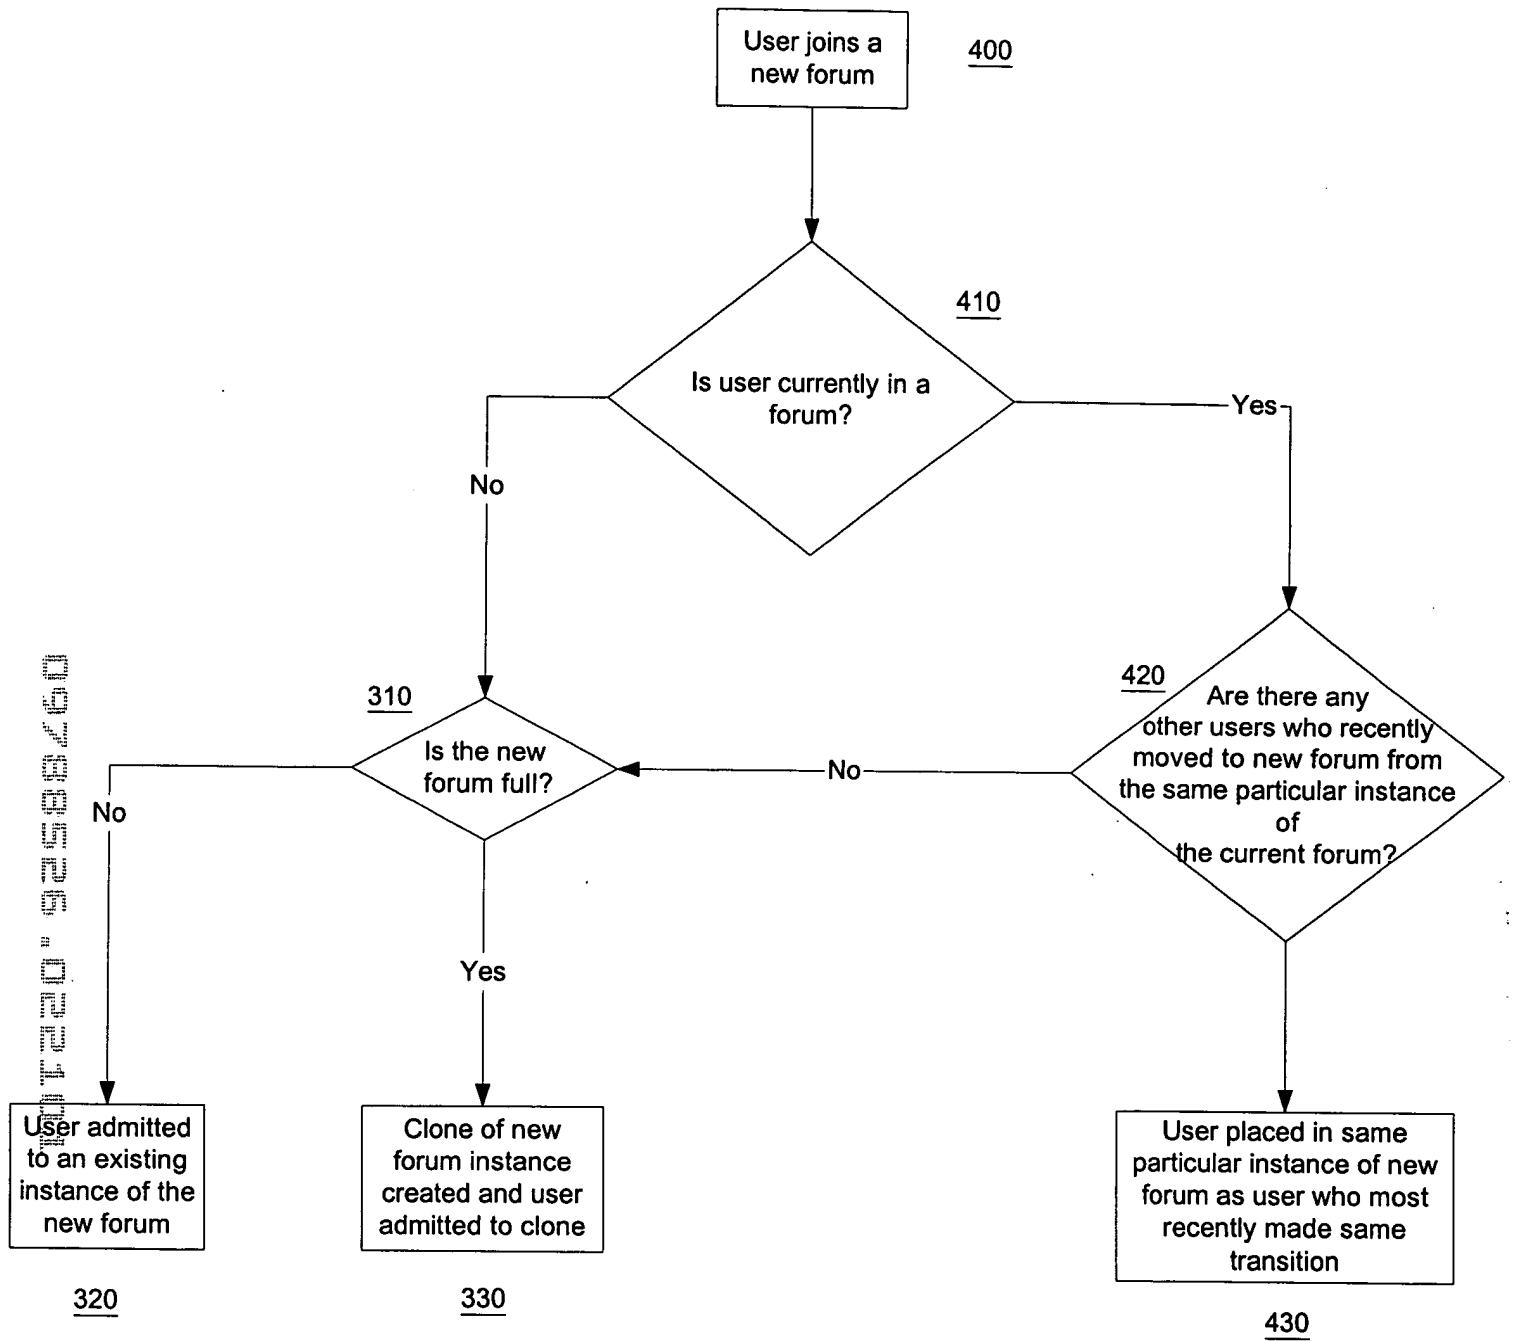 User joins a
new forum
400
410
Is user currently in a
forum?
Yes
No
420
310
Are there any
other users who recently
moved to new forum from
the same particular instance
of
the current forum?
Is the new
forum full?
No
No
Yes
09788526.022101
User admitted
to an existing
instance of the
new forum
Clone of new
forum instance
created and user
admitted to clone
User placed in same
particular instance of new
forum as user who most
recently made same
transition
320
330
430